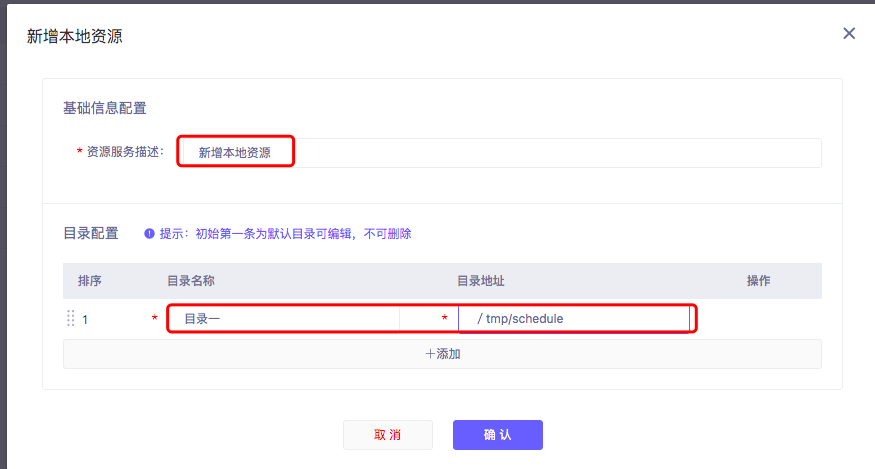 新增本地资源
基础信息配置
* 资源服务描述： 新增本地资源
目录配置 提示：初始第一条为默认目录可编辑，不可删除
排序 目录名称 目录地址 操作
1 * 目录一 * / tmp/schedule
＋添加
取 消 确 认